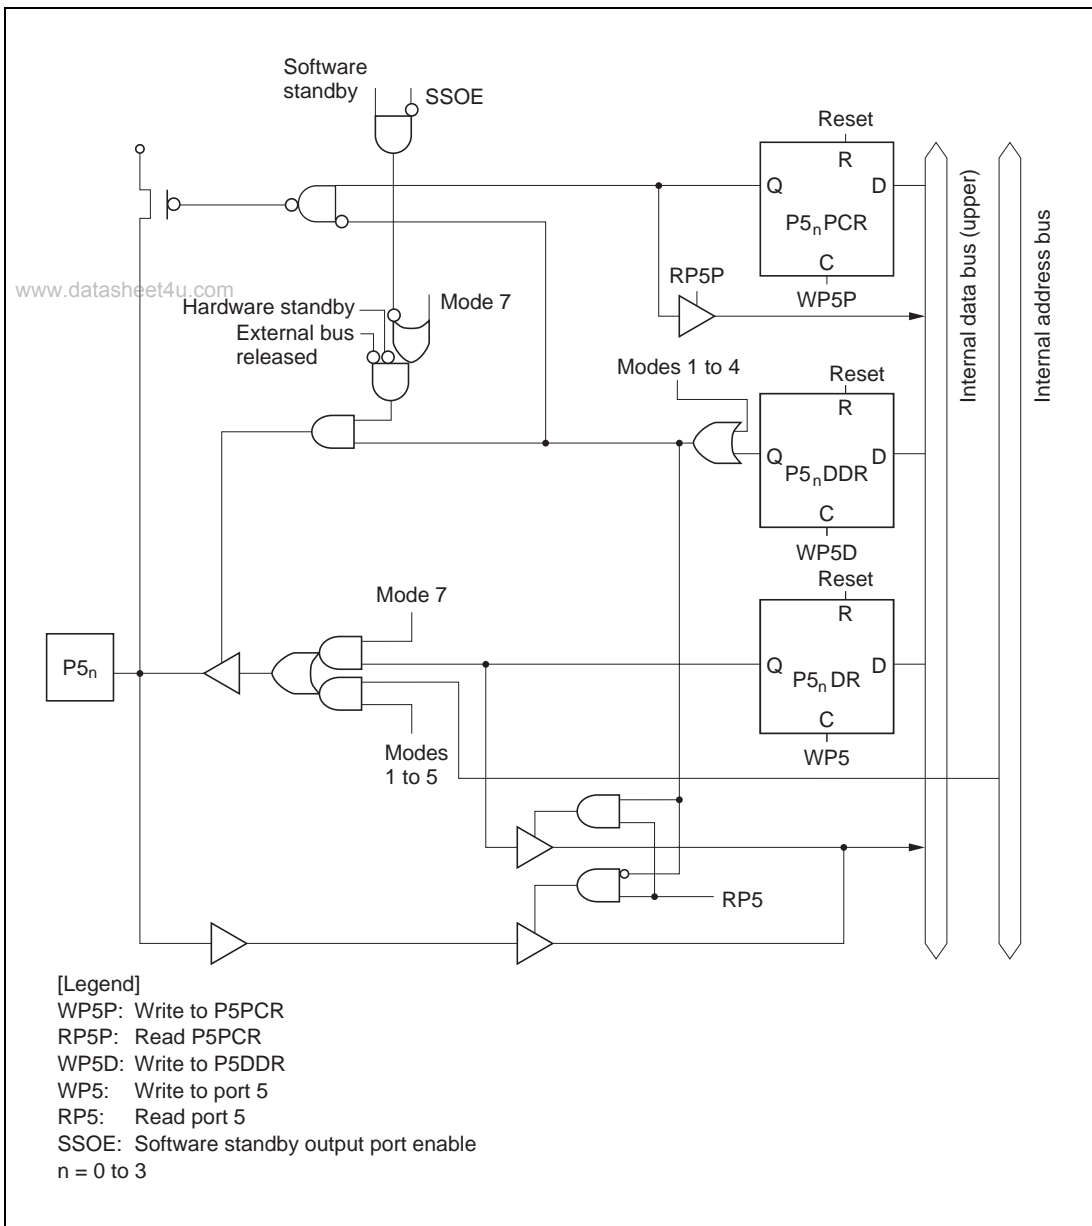 Software
standby
SSOE
Reset
R
Q
D
P5nPCR
C
WP5P
RP5P
Internal data bus (upper)
Internal address bus
www.datasheet4u.com
Hardware standby
Mode 7
External bus
released
Modes 1 to 4
Reset
R
Q
D
P5nDDR
C
WP5D
Reset
R
Q
D
P5nDR
C
WP5
Mode 7
P5n
Modes
1 to 5
RP5
[Legend]
WP5P: Write to P5PCR
RP5P: Read P5PCR
WP5D: Write to P5DDR
WP5: Write to port 5
RP5: Read port 5
SSOE: Software standby output port enable
n = 0 to 3